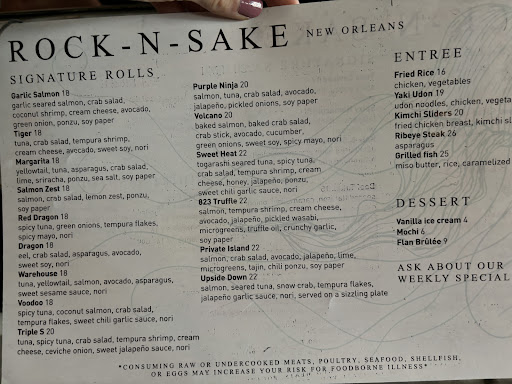 ROCK-N-SAKE NEW ORLEANS
SIGNATURE ROLLS
Garlic Salmon 18
garlic seared salmon, crab salad,
coconut shrimp, cream cheese, avocado,
green onion, ponzu, soy paper
Tiger 18
tuna, crab salad, tempura shrimp,
cream cheese, avocado, sweet soy, nori
Margarita 18
yellowtail, tuna, asparagus, crab salad,
lime, sriracha, ponzu, sea salt, soy paper
Salmon Zest 18
salmon, crab salad, lemon zest, ponzu,
soy paper
Red Dragon 18
spicy tuna, green onions, tempura flakes,
spicy mayo, nori
Dragon 18
eel, crab salad, asparagus, avocado,
sweet soy, nori
Warehouse 18
tuna, yellowtail, salmon, avocado, asparagus,
sweet sesame sauce, nori
Voodoo 18
spicy tuna, coconut salmon, crab salad,
tempura flakes, sweet chili garlic sauce, nori
Triple S 20
tuna, spicy tuna, crab salad, tempura shrimp, cream
cheese, ceviche onion, sweet jalapeño sauce, nori
Purple Ninja 20
salmon, tuna, crab salad, avocado,
jalapeño, pickled onions, soy paper
Volcano 20
baked salmon, baked crab salad,
crab stick, avocado, cucumber,
green onions, sweet soy, spicy mayo, nori
Sweet Heat 22
togarashi seared tuna, spicy tuna,
crab salad, tempura shrimp, cream
cheese, honey, jalapeño, ponzu,
sweet chili garlic sauce, nori
823 Truffle 22
salmon, tempura shrimp, cream cheese,
avocado, jalapeño, pickled wasabi,
microgreens, truffle oil, crunchy garlic,
soy paper
Private Island 22
salmon, crab salad, avocado, jalapeño, lime,
microgreens, tajin, chili ponzu, soy paper
Upside Down 22
salmon, seared tuna, snow crab, tempura flakes,
jalapeño garlic sauce, nori, served on a sizzling plate
ENTREE
Fried Rice 16
chicken, vegetables
Yaki Udon 19
udon noodles, chicken, vegeta
Kimchi Sliders 20
fried chicken breast, kimchi sl
Ribeye Steak 26
asparagus
Grilled fish 25
miso butter, rice, caramelized
DESSERT
Vanilla ice cream 4
Mochi 6
Flan Brûlée 9
ASK ABOUT OUR
WEEKLY SPECIAL
*CONSUMING RAW OR UNDERCOOKED MEATS, POULTRY, SEAFOOD, SHELLFISH,
OR EGGS MAY INCREASE YOUR RISK FOR FOODBORNE ILLNESS*